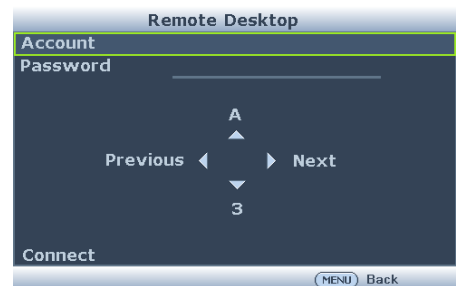 Remote Desktop
Account
Password
A
Previous Next
3
Connect
MENU Back